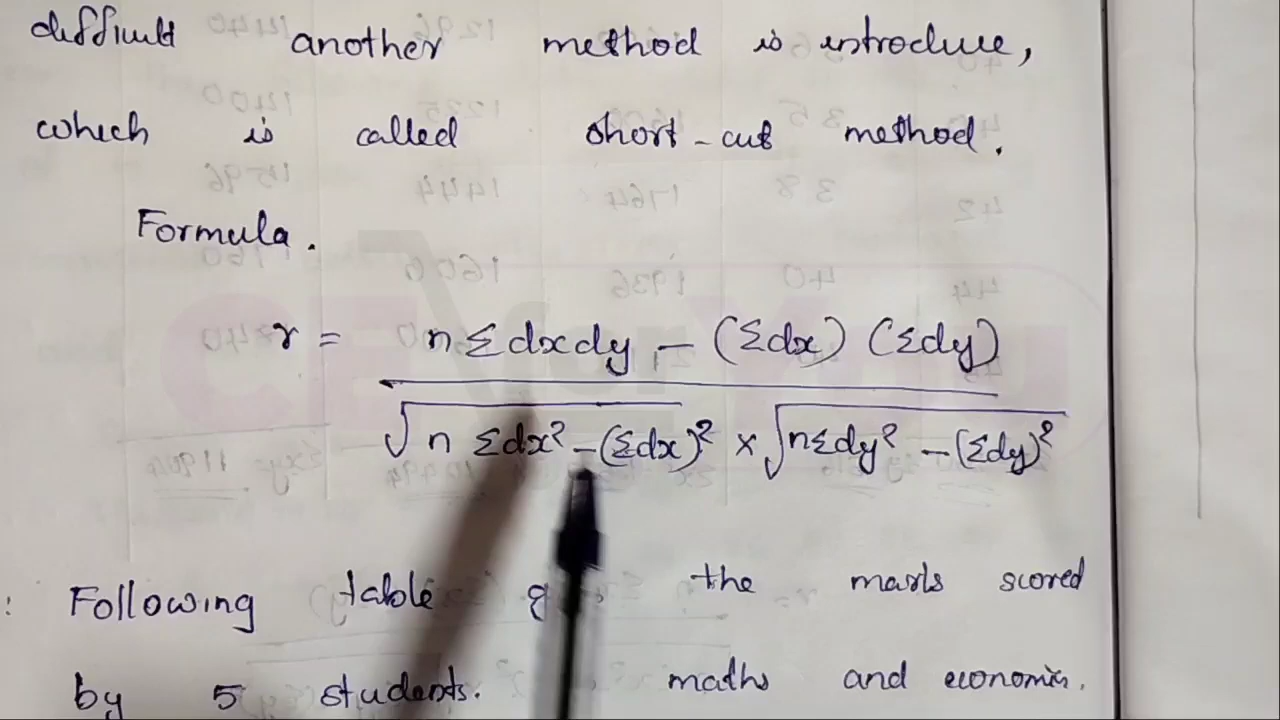 difficult another method is introduce,
which is called short-cut method.
Formula.
r = n Σdxdy - (Σdx) (Σdy)
√n Σdx² - (Σdx)² × √nΣdy² - (Σdy)²
: Following table the marks scored
by 5 students. maths and economics.